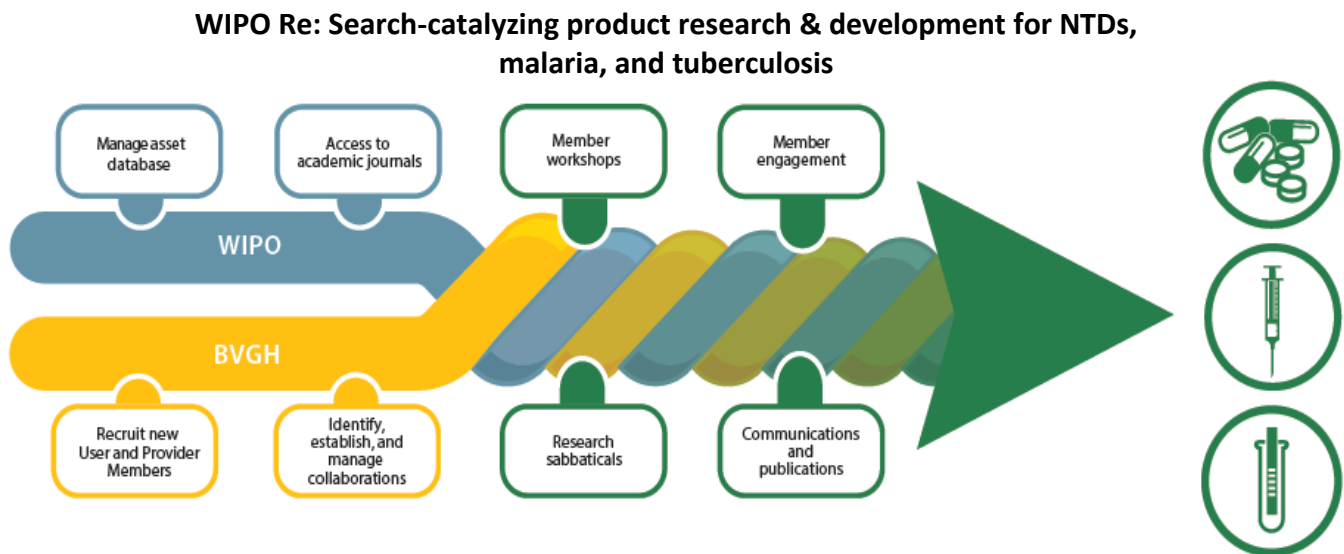 WIPO Re: Search-catalyzing product research & development for NTDs,
malaria, and tuberculosis
Manage asset
database
Access to
academic journals
Member
workshops
Member
engagement
WIPO
BVGH
Recruit new
User and Provider
Members
Identify,
establish, and
manage
collaborations
Research
sabbaticals
Communications
and
publications